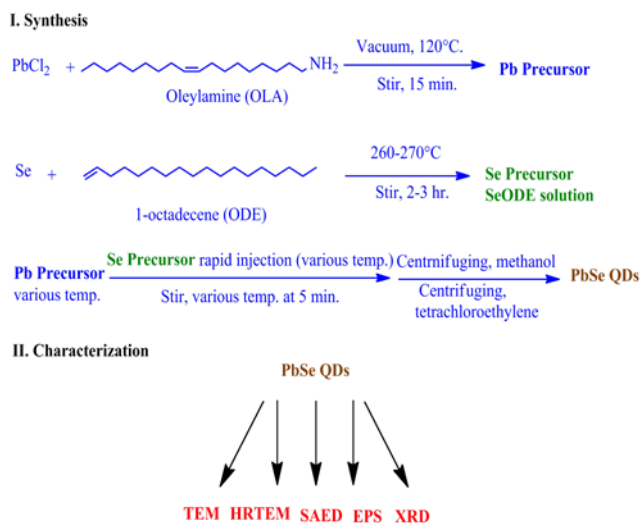 I. Synthesis
PbCl2 + NH2
Oleylamine (OLA)
Vacuum, 120°C.
Stir, 15 min.
Pb Precursor
Se +
1-octadecene (ODE)
260-270°C
Stir, 2-3 hr.
Se Precursor
SeODE solution
Pb Precursor
various temp.
Se Precursor rapid injection (various temp.)
Stir, various temp. at 5 min.
Centrnifuging, methanol
Centrifuging,
tetrachloroethylene
PbSe QDs
II. Characterization
PbSe QDs
TEM HRTEM SAED EPS XRD